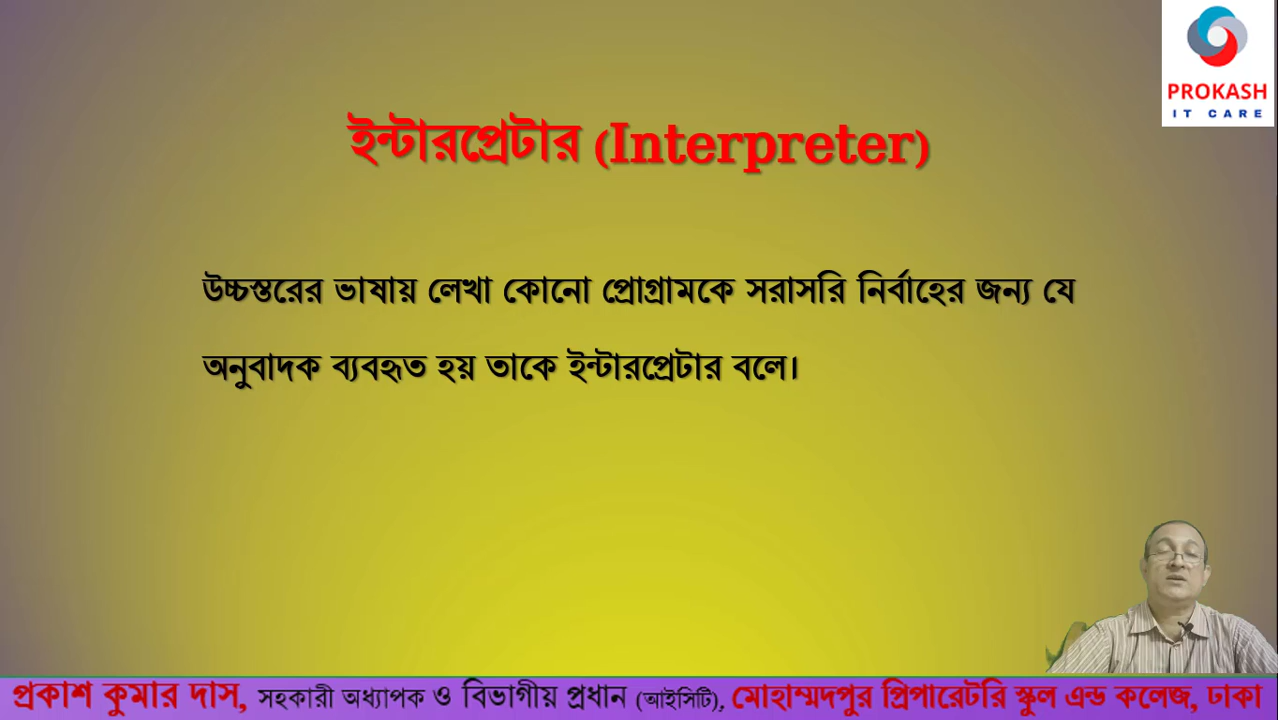 PROKASH
IT CARE
ইন্টারপ্রেটার (Interpreter)
উচ্চস্তরের ভাষায় লেখা কোনো প্রোগ্রামকে সরাসরি নির্বাহের জন্য যে
অনুবাদক ব্যবহৃত হয় তাকে ইন্টারপ্রেটার বলে।
প্রকাশ কুমার দাস, সহকারী অধ্যাপক ও বিভাগীয় প্রধান (আইসিটি), মোহাম্মদপুর প্রিপারেটরি স্কুল এন্ড কলেজ, ঢাকা